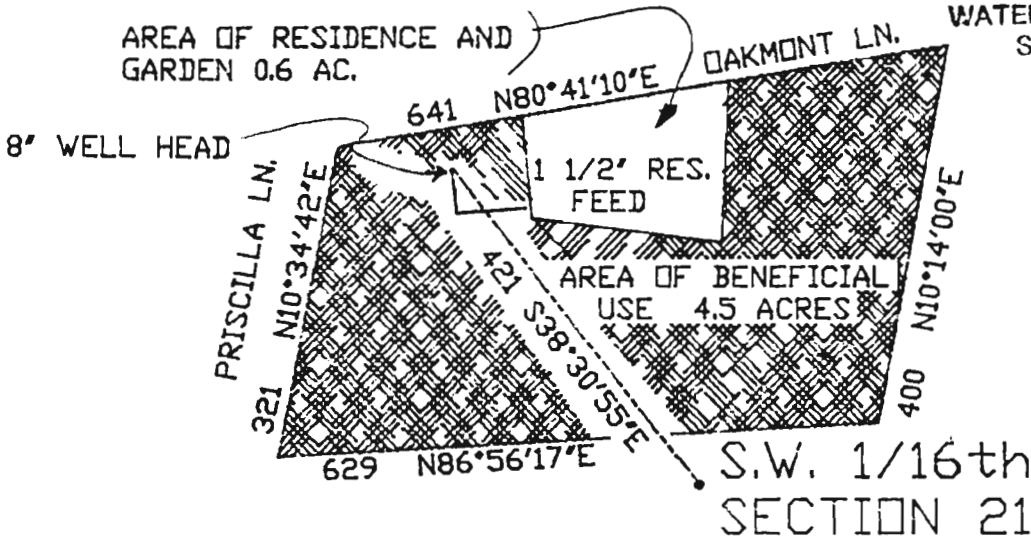 WATER
AREA OF RESIDENCE AND
GARDEN 0.6 AC.
OAKMONT LN.
S
641 N80°41'10"E
8" WELL HEAD
1 1/2" RES.
FEED
PRISCILLA LN.
N10°34'42"E
321
421 S38°30'55"E
AREA OF BENEFICIAL
USE 4.5 ACRES
N10°14'00"E
400
629 N86°56'17"E
S.W. 1/16th
SECTION 21